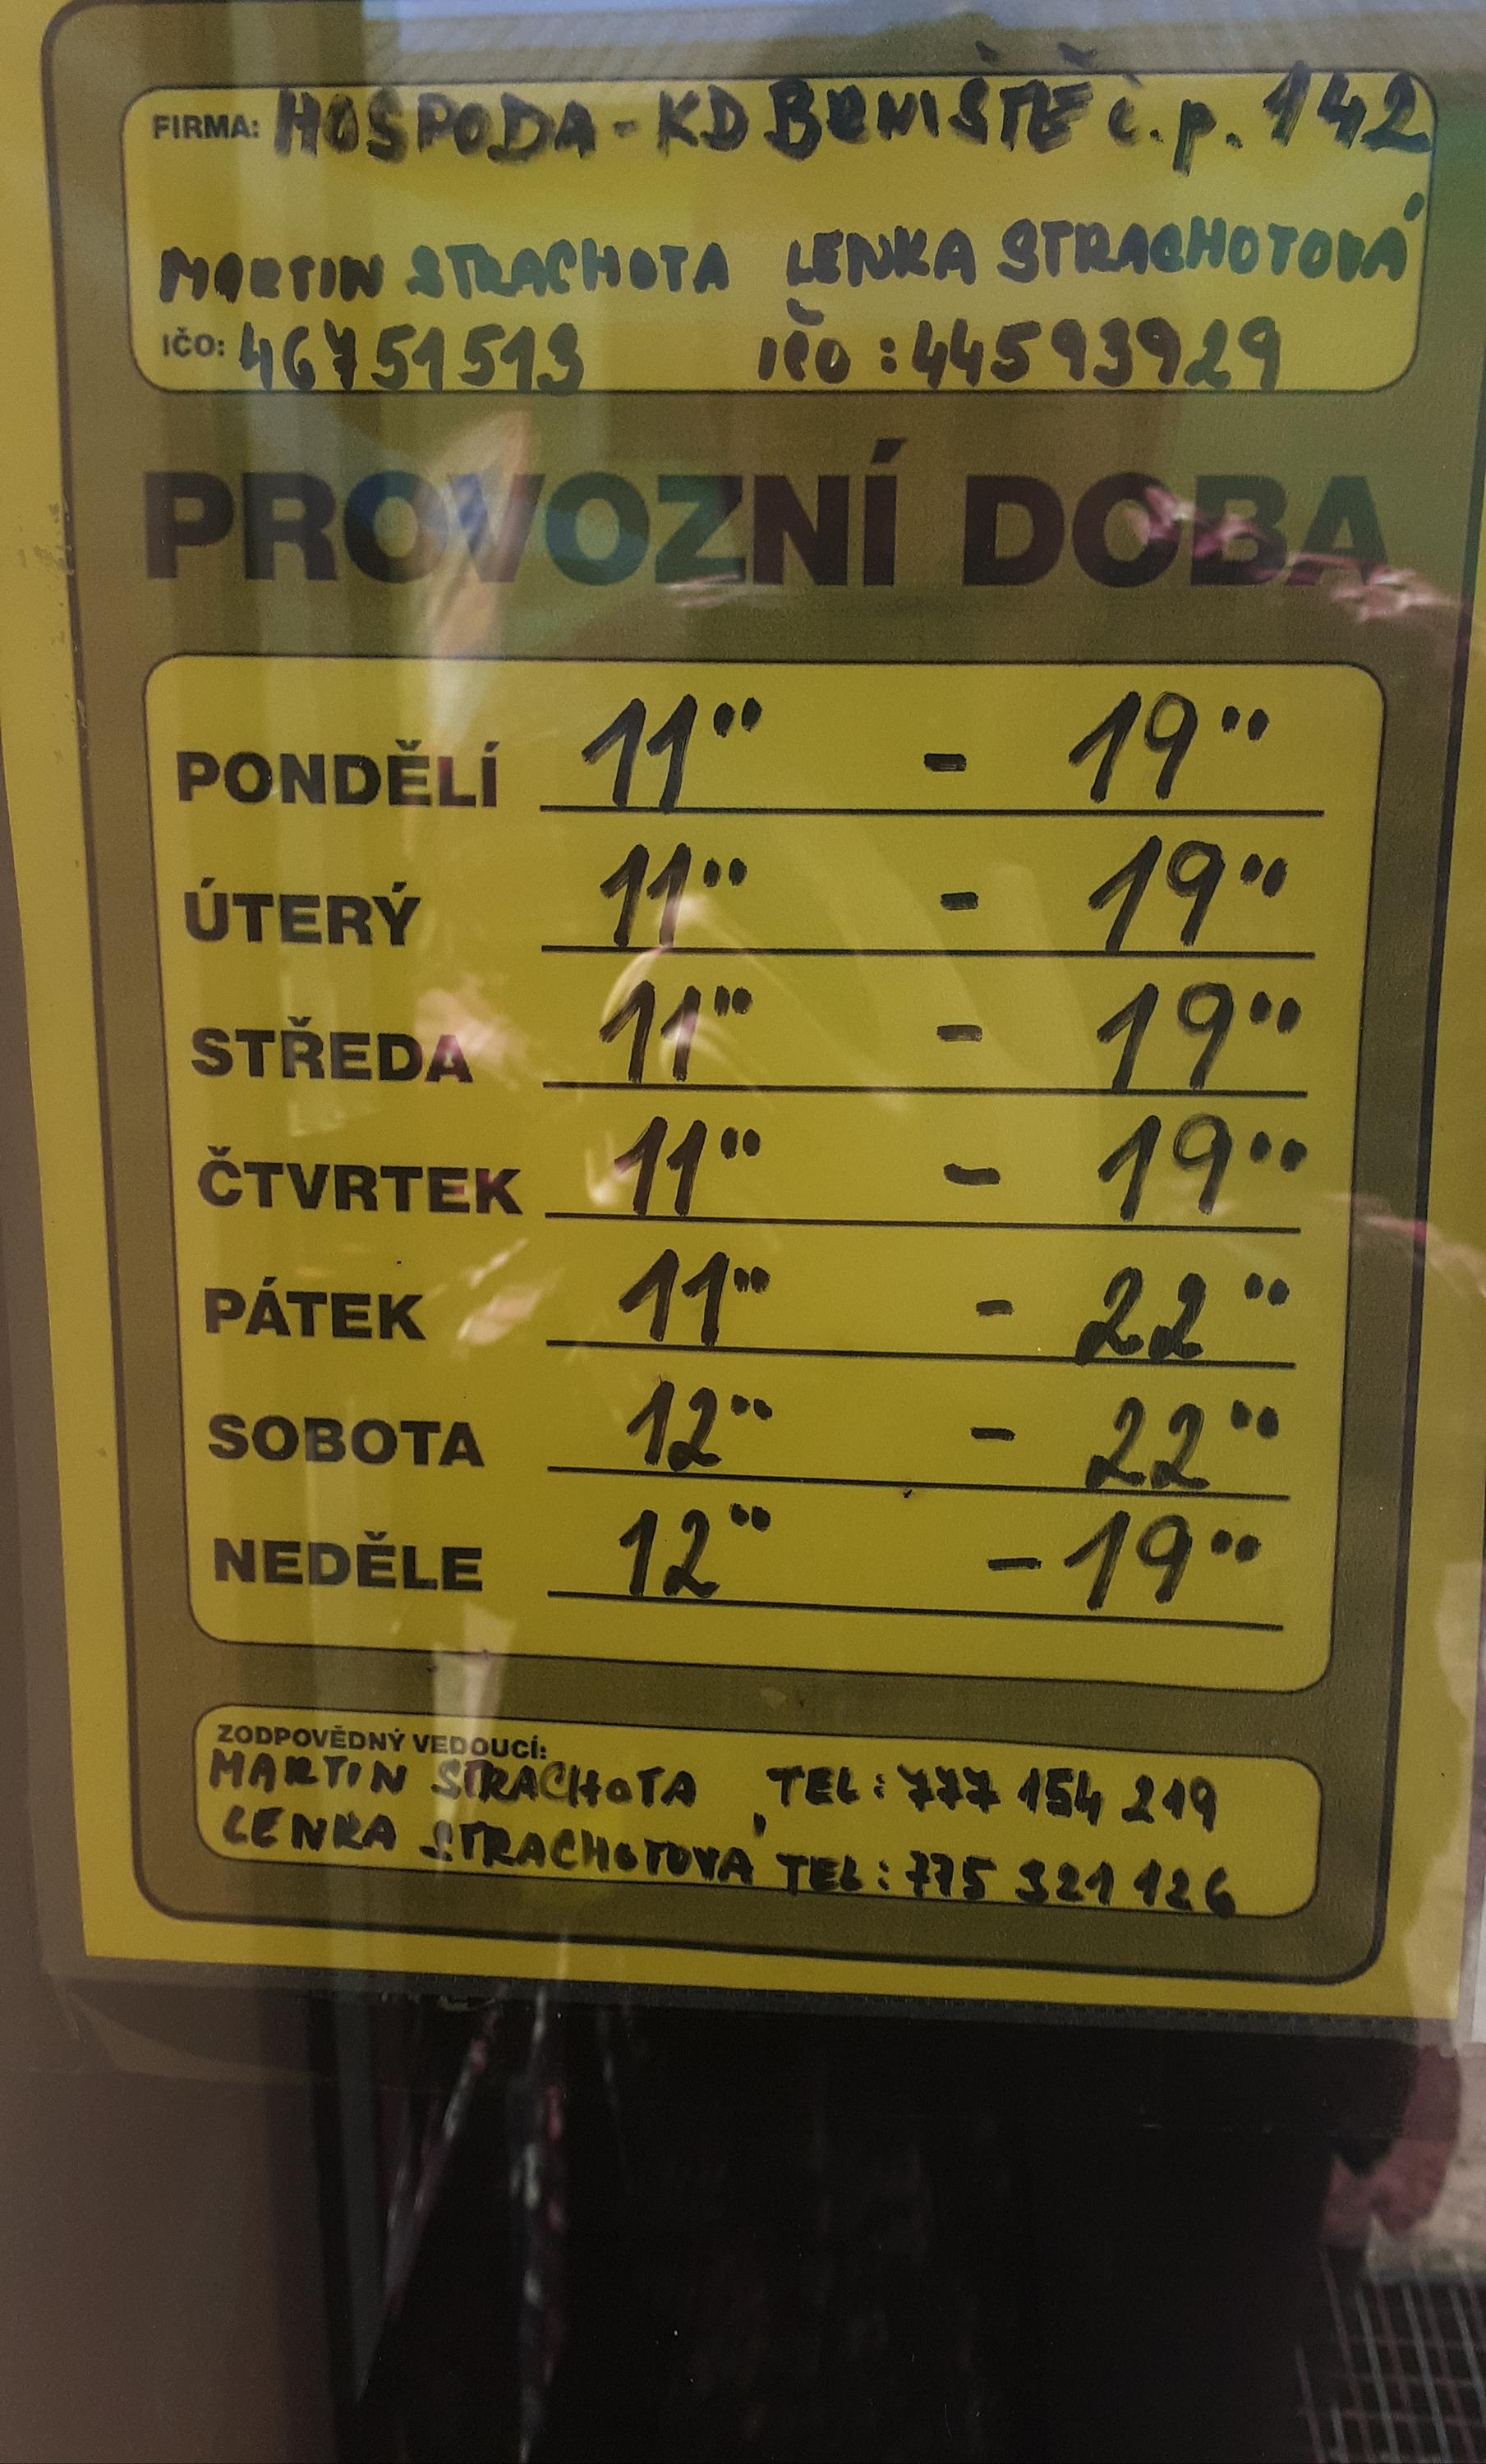 FIRMA: HOSPODA - KD BRNIŠTĚ č.p. 142
MARTIN STRACHOTA LENKA STRACHOTOVÁ
IČO: 46751513 IČO : 44593929
PROVOZNÍ DOBA
PONDĚLÍ 11°° - 19°°
ÚTERÝ 11°° - 19°°
STŘEDA 11°° - 19°°
ČTVRTEK 11°° - 19°°
PÁTEK 11°° - 22°°
SOBOTA 12°° - 22°°
NEDĚLE 12°° - 19°°
ZODPOVĚDNÝ VEDOUCÍ:
MARTIN STRACHOTA TEL: 777 154 219
LENKA STRACHOTOVÁ TEL: 775 321 126